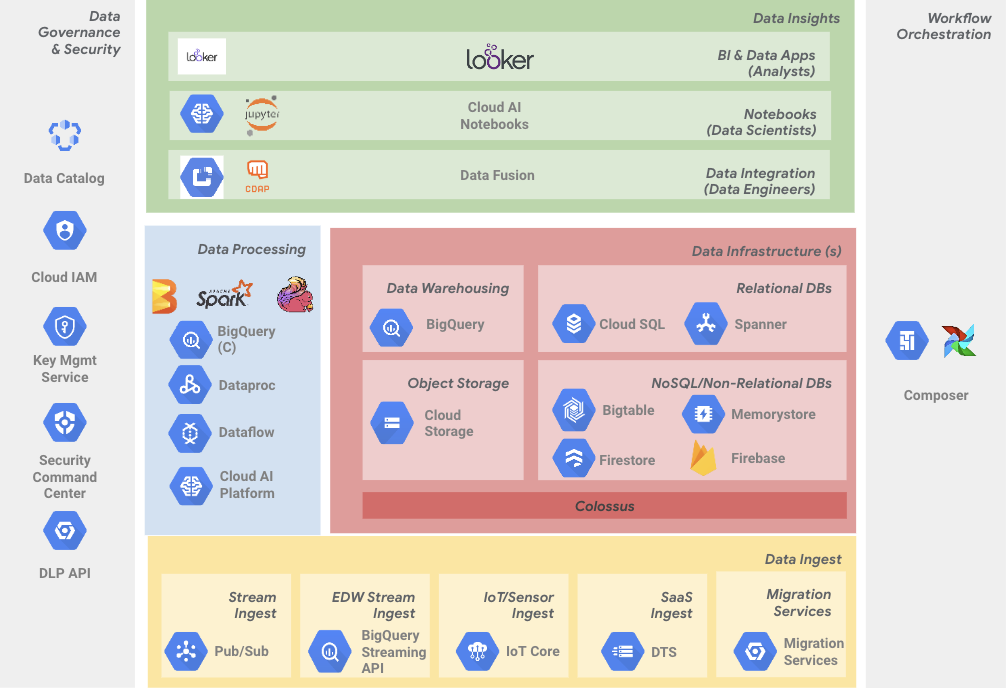 Data
Governance
& Security
Data Catalog
Cloud IAM
Key Mgmt
Service
Security
Command
Center
DLP API
Data Insights
looker
looker
BI & Data Apps
(Analysts)
jupyter
Cloud AI
Notebooks
Notebooks
(Data Scientists)
CDAP
Data Fusion
Data Integration
(Data Engineers)
Data Processing
APACHE
Spark
BigQuery
(C)
Dataproc
Dataflow
Cloud AI
Platform
Data Infrastructure (s)
Data Warehousing
BigQuery
Relational DBs
Cloud SQL
Spanner
Object Storage
Cloud
Storage
NoSQL/Non-Relational DBs
Bigtable
Memorystore
Firestore
Firebase
Colossus
Data Ingest
Stream
Ingest
Pub/Sub
EDW Stream
Ingest
BigQuery
Streaming
API
IoT/Sensor
Ingest
IoT Core
SaaS
Ingest
DTS
Migration
Services
Migration
Services
Workflow
Orchestration
Composer